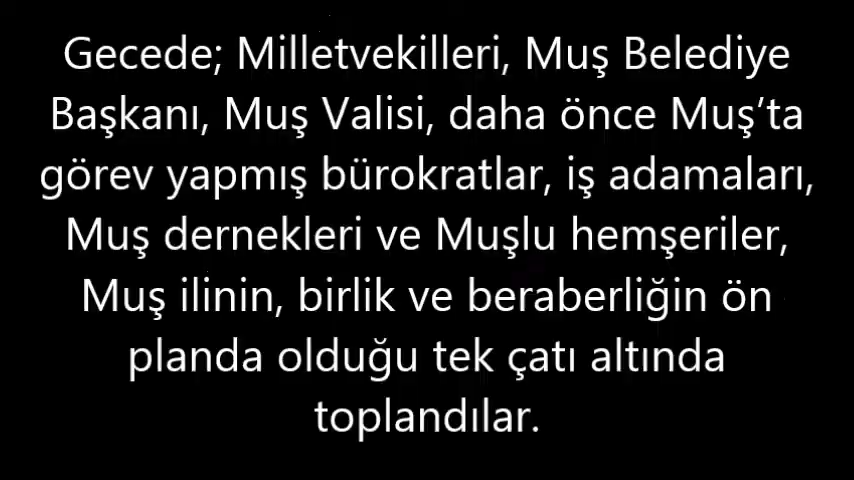 Gecede; Milletvekilleri, Muş Belediye
Başkanı, Muş Valisi, daha önce Muş’ta
görev yapmış bürokratlar, iş adamaları,
Muş dernekleri ve Muşlu hemşeriler,
Muş ilinin, birlik ve beraberliğin ön
planda olduğu tek çatı altında
toplandılar.